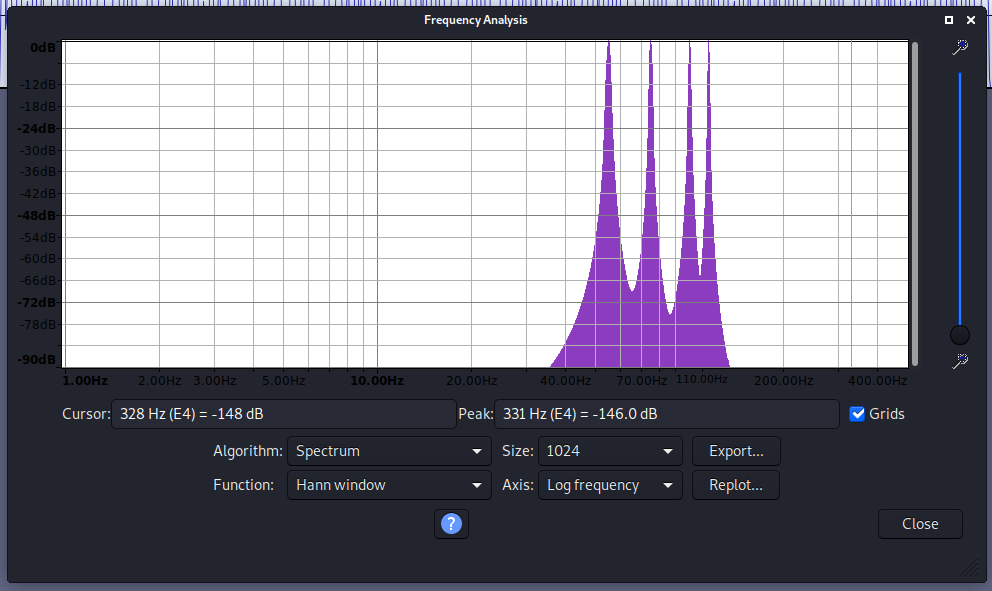 Frequency Analysis
0dB
-12dB
-18dB
-24dB
-30dB
-36dB
-42dB
-48dB
-54dB
-60dB
-66dB
-72dB
-78dB
-90dB
1.00Hz 2.00Hz 3.00Hz 5.00Hz 10.00Hz 20.00Hz 40.00Hz 70.00Hz 110.00Hz 200.00Hz 400.00Hz
Cursor: 328 Hz (E4) = -148 dB Peak: 331 Hz (E4) = -146.0 dB Grids
Algorithm: Spectrum Size: 1024 Export...
Function: Hann window Axis: Log frequency Replot...
? Close